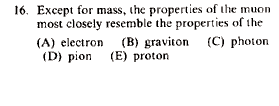 16. Except for mass, the properties of the muon
most closely resemble the properties of the
(A) electron (B) graviton (C) photon
(D) pion (E) proton